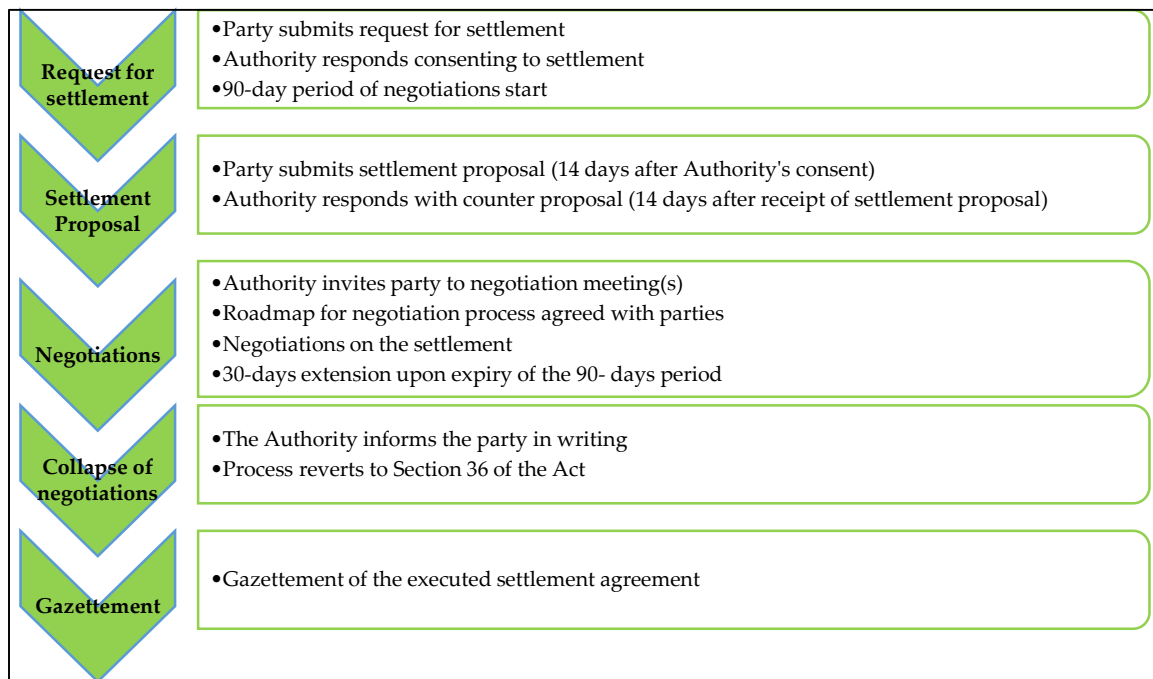 Request for
settlement
•Party submits request for settlement
•Authority responds consenting to settlement
•90-day period of negotiations start
Settlement
Proposal
•Party submits settlement proposal (14 days after Authority's consent)
•Authority responds with counter proposal (14 days after receipt of settlement proposal)
Negotiations
•Authority invites party to negotiation meeting(s)
•Roadmap for negotiation process agreed with parties
•Negotiations on the settlement
•30-days extension upon expiry of the 90- days period
Collapse of
negotiations
•The Authority informs the party in writing
•Process reverts to Section 36 of the Act
Gazettement
•Gazettement of the executed settlement agreement